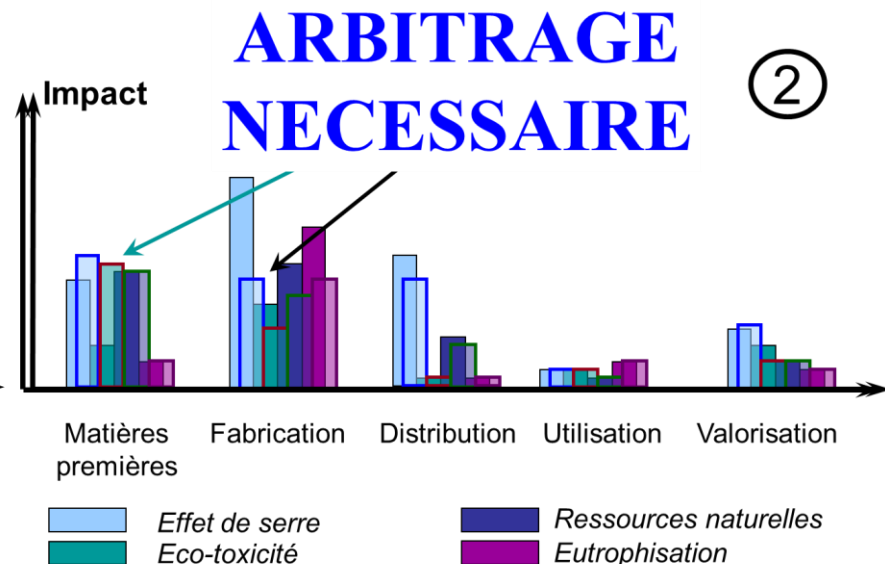 ARBITRAGE
NECESSAIRE
2
Impact
Matières premières
Fabrication
Distribution
Utilisation
Valorisation
Effet de serre
Ressources naturelles
Eco-toxicité
Eutrophisation